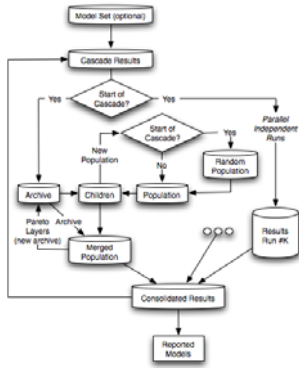 Model Set (optional)
Cascade Results
Start of
Cascade?
Yes
Yes
Start of
Cascade?
Parallel
Independent
Runs
New
Population
Yes
No
Random
Population
Archive
Children
Population
Pareto
Layers
(new archive)
Archive
Merged
Population
Results
Run #K
Consolidated Results
Reported
Models